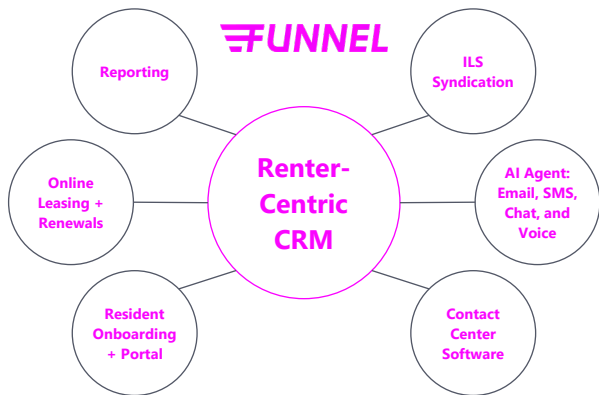 FUNNEL
Reporting
ILS
Syndication
Online
Leasing +
Renewals
Renter-
Centric
CRM
AI Agent:
Email, SMS,
Chat, and
Voice
Resident
Onboarding
+ Portal
Contact
Center
Software